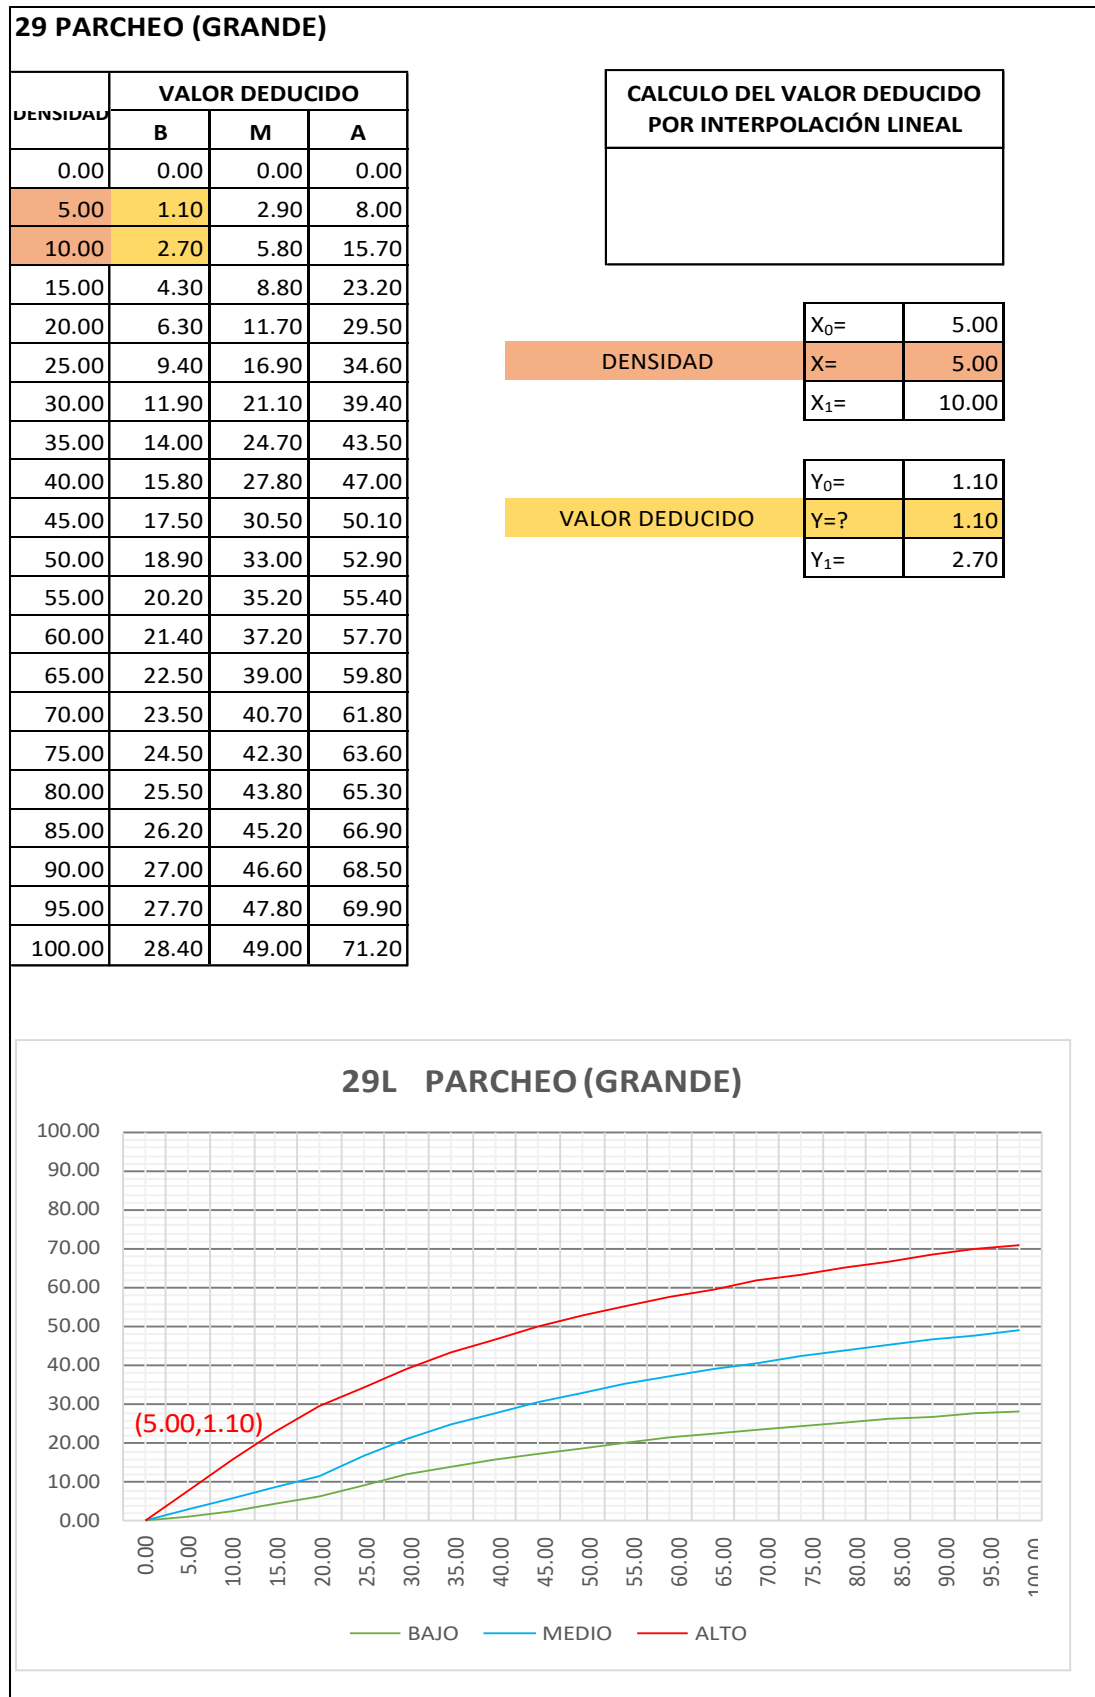 29 PARCHEO (GRANDE)
DENSIDAD VALOR DEDUCIDO
B M A
0.00 0.00 0.00 0.00
5.00 1.10 2.90 8.00
10.00 2.70 5.80 15.70
15.00 4.30 8.80 23.20
20.00 6.30 11.70 29.50
25.00 9.40 16.90 34.60
30.00 11.90 21.10 39.40
35.00 14.00 24.70 43.50
40.00 15.80 27.80 47.00
45.00 17.50 30.50 50.10
50.00 18.90 33.00 52.90
55.00 20.20 35.20 55.40
60.00 21.40 37.20 57.70
65.00 22.50 39.00 59.80
70.00 23.50 40.70 61.80
75.00 24.50 42.30 63.60
80.00 25.50 43.80 65.30
85.00 26.20 45.20 66.90
90.00 27.00 46.60 68.50
95.00 27.70 47.80 69.90
100.00 28.40 49.00 71.20
CALCULO DEL VALOR DEDUCIDO
POR INTERPOLACIÓN LINEAL
X₀= 5.00
DENSIDAD X= 5.00
X₁= 10.00
Y₀= 1.10
VALOR DEDUCIDO Y=? 1.10
Y₁= 2.70
29L PARCHEO (GRANDE)
100.00
90.00
80.00
70.00
60.00
50.00
40.00
30.00
20.00
10.00
0.00
(5.00,1.10)
0.00
5.00
10.00
15.00
20.00
25.00
30.00
35.00
40.00
45.00
50.00
55.00
60.00
65.00
70.00
75.00
80.00
85.00
90.00
95.00
100.00
BAJO MEDIO ALTO